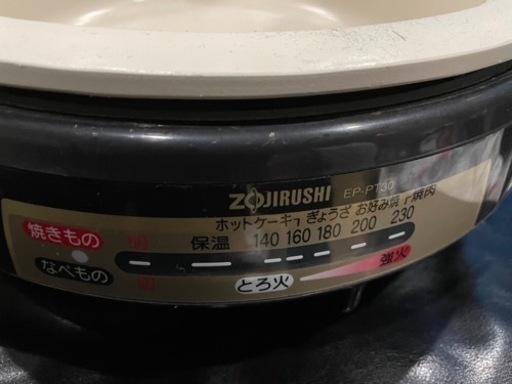 ZOJIRUSHI EP-PT30
ホットケーキ ぎょうざ お好み焼 焼肉
焼きもの 切 保温 140 160 180 200 230
なべもの 切 とろ火 強火